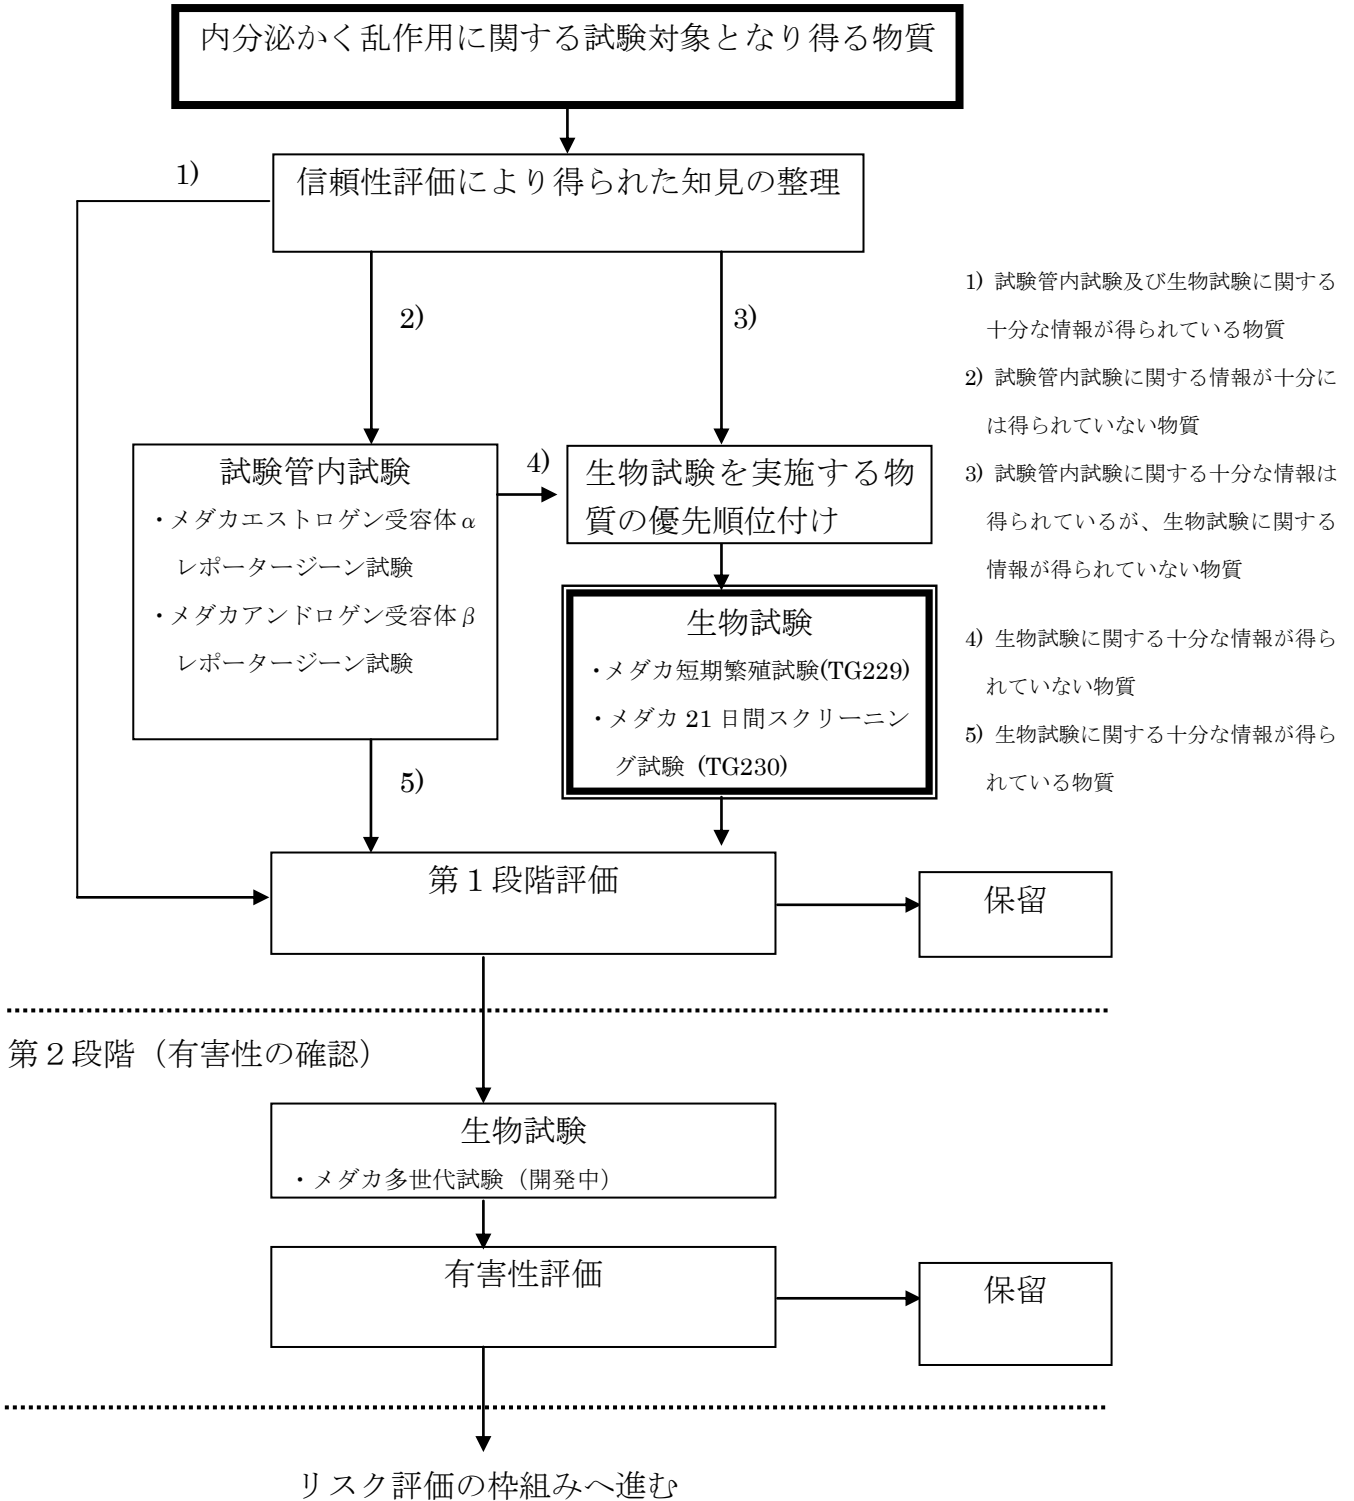 内分泌かく乱作用に関する試験対象となり得る物質
1)
信頼性評価により得られた知見の整理
2)
3)
1) 試験管内試験及び生物試験に関する
十分な情報が得られている物質
2) 試験管内試験に関する情報が十分に
は得られていない物質
3) 試験管内試験に関する十分な情報は
得られているが、生物試験に関する
情報が得られていない物質
4) 生物試験に関する十分な情報が得ら
れていない物質
5) 生物試験に関する十分な情報が得ら
れている物質
試験管内試験
・メダカエストロゲン受容体α
レポータージーン試験
・メダカアンドロゲン受容体β
レポータージーン試験
4)
生物試験を実施する物
質の優先順位付け
生物試験
・メダカ短期繁殖試験(TG229)
・メダカ 21 日間スクリーニン
グ試験 (TG230)
5)
第１段階評価
保留
第２段階（有害性の確認）
生物試験
・メダカ多世代試験（開発中）
有害性評価
保留
リスク評価の枠組みへ進む